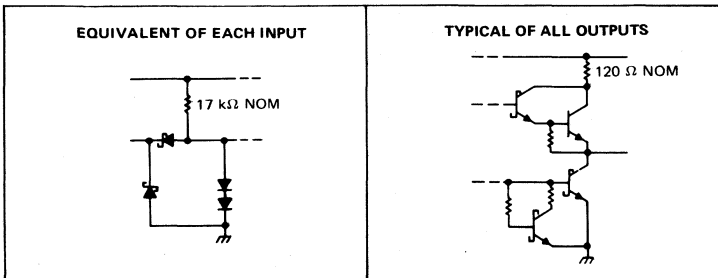 EQUIVALENT OF EACH INPUT
17 kΩ NOM
TYPICAL OF ALL OUTPUTS
120 Ω NOM